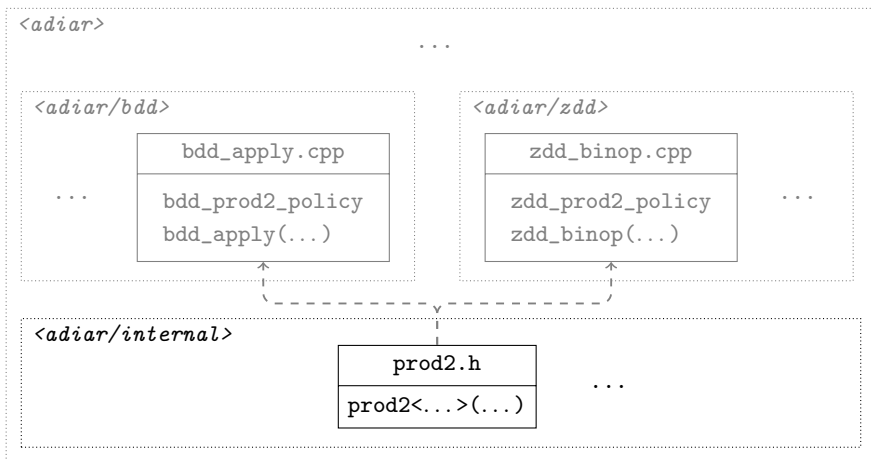 <adiar>
...
<adiar/bdd>
<adiar/zdd>
bdd_apply.cpp
zdd_binop.cpp
...
bdd_prod2_policy
bdd_apply(...)
zdd_prod2_policy
zdd_binop(...)
...
<adiar/internal>
prod2.h
prod2<...>(...)
...